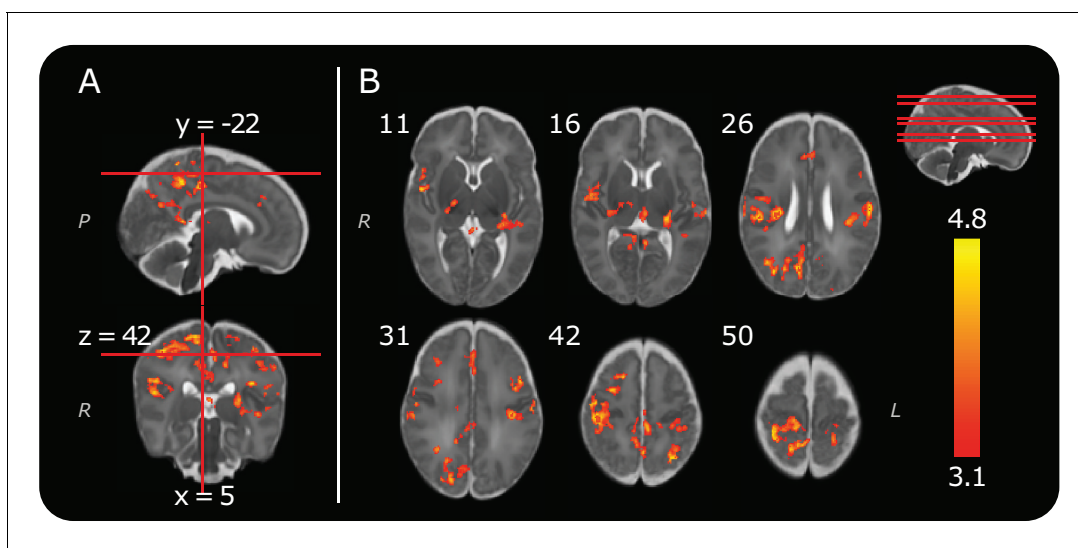 A
y = -22
P
z = 42
R
x = 5
B
11
16
26
R
31
42
50
L
4.8
3.1